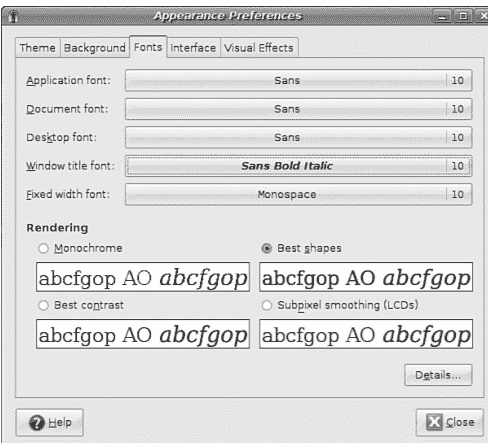 Appearance Preferences
Theme Background Fonts Interface Visual Effects
Application font: Sans 10
Document font: Sans 10
Desktop font: Sans 10
Window title font: Sans Bold Italic 10
Fixed width font: Monospace 10
Rendering
Monochrome Best shapes
abcfgop AO abcfgop abcfgop AO abcfgop
Best contrast Subpixel smoothing (LCDs)
abcfgop AO abcfgop abcfgop AO abcfgop
Details...
Help Close